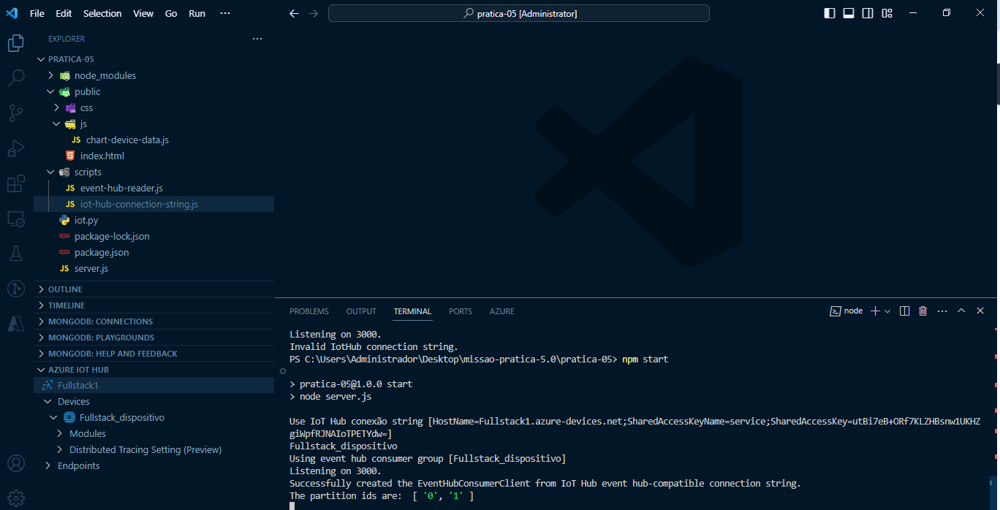 File Edit Selection View Go Run ···
pratica-05 [Administrator]
EXPLORER
PRATICA-05
node_modules
public
css
js
JS chart-device-data.js
index.html
scripts
JS event-hub-reader.js
JS iot-hub-connection-string.js
iot.py
package-lock.json
package.json
JS server.js
OUTLINE
TIMELINE
MONGODB: CONNECTIONS
MONGODB: PLAYGROUNDS
MONGODB: HELP AND FEEDBACK
AZURE IOT HUB
Fullstack1
Devices
Fullstack_dispositivo
Modules
Distributed Tracing Setting (Preview)
Endpoints
PROBLEMS OUTPUT TERMINAL PORTS AZURE
node
Listening on 3000.
Invalid IotHub connection string.
PS C:\Users\Administrador\Desktop\missao-pratica-5.0\pratica-05> npm start
> pratica-05@1.0.0 start
> node server.js
Use IoT Hub conexão string [HostName=Fullstack1.azure-devices.net;SharedAccessKeyName=service;SharedAccessKey=utBi7eB+ORf7KLZHBsnw1UKHZ
giWpfRJNAIoTPETYdw=]
Fullstack_dispositivo
Using event hub consumer group [Fullstack_dispositivo]
Listening on 3000.
Successfully created the EventHubConsumerClient from IoT Hub event hub-compatible connection string.
The partition ids are:  [ '0', '1' ]